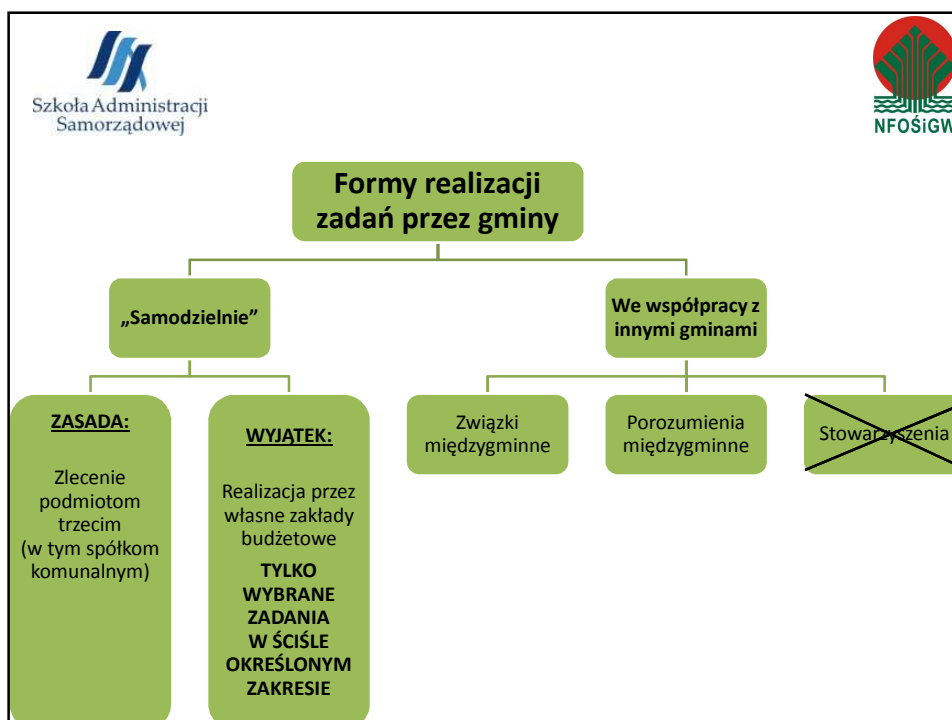 Szkoła Administracji
Samorządowej
NFOŚiGW
Formy realizacji
zadań przez gminy
„Samodzielnie”
We współpracy z
innymi gminami
ZASADA:
Zlecenie
podmiotom
trzecim
(w tym spółkom
komunalnym)
WYJĄTEK:
Realizacja przez
własne zakłady
budżetowe
TYLKO
WYBRANE
ZADANIA
W ŚCIŚLE
OKREŚLONYM
ZAKRESIE
Związki
międzygminne
Porozumienia
międzygminne
Stowarzyszenia